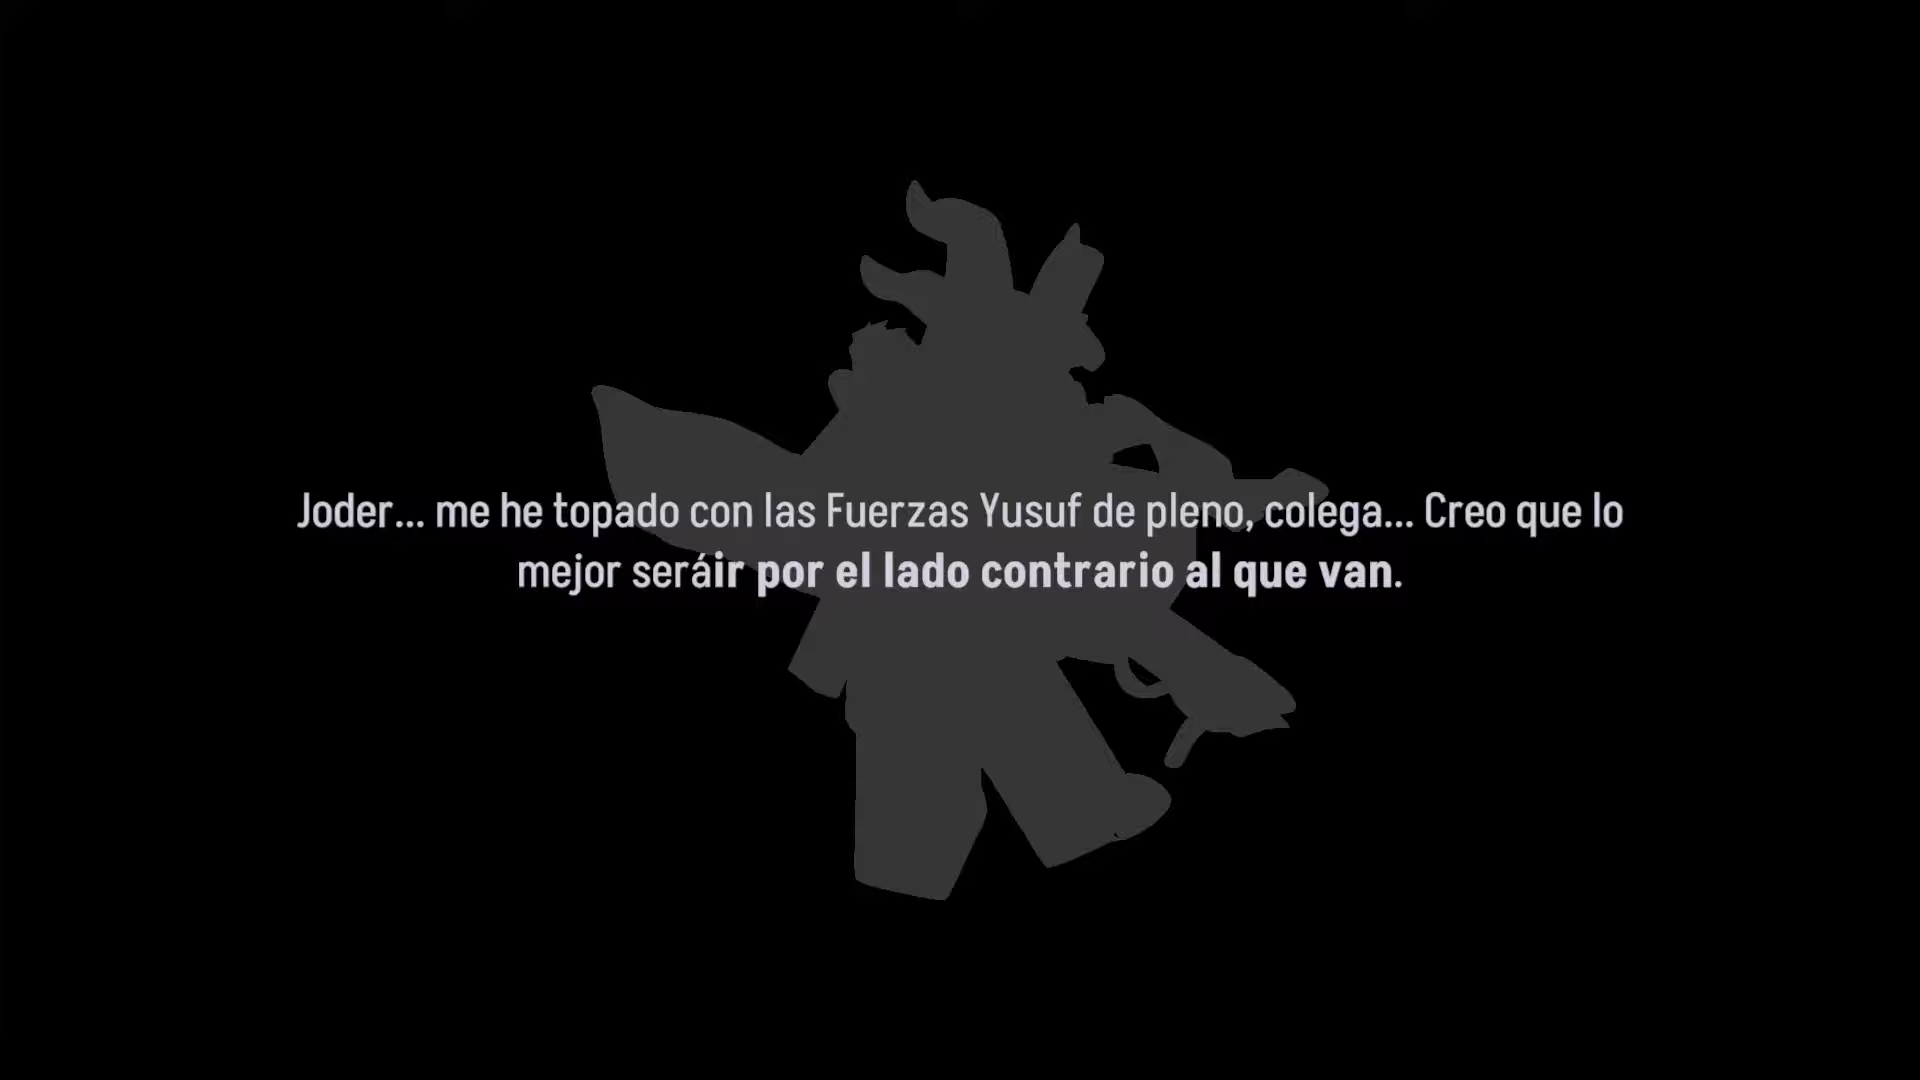 Joder... me he topado con las Fuerzas Yusuf de pleno, colega... Creo que lo
mejor seráir por el lado contrario al que van.